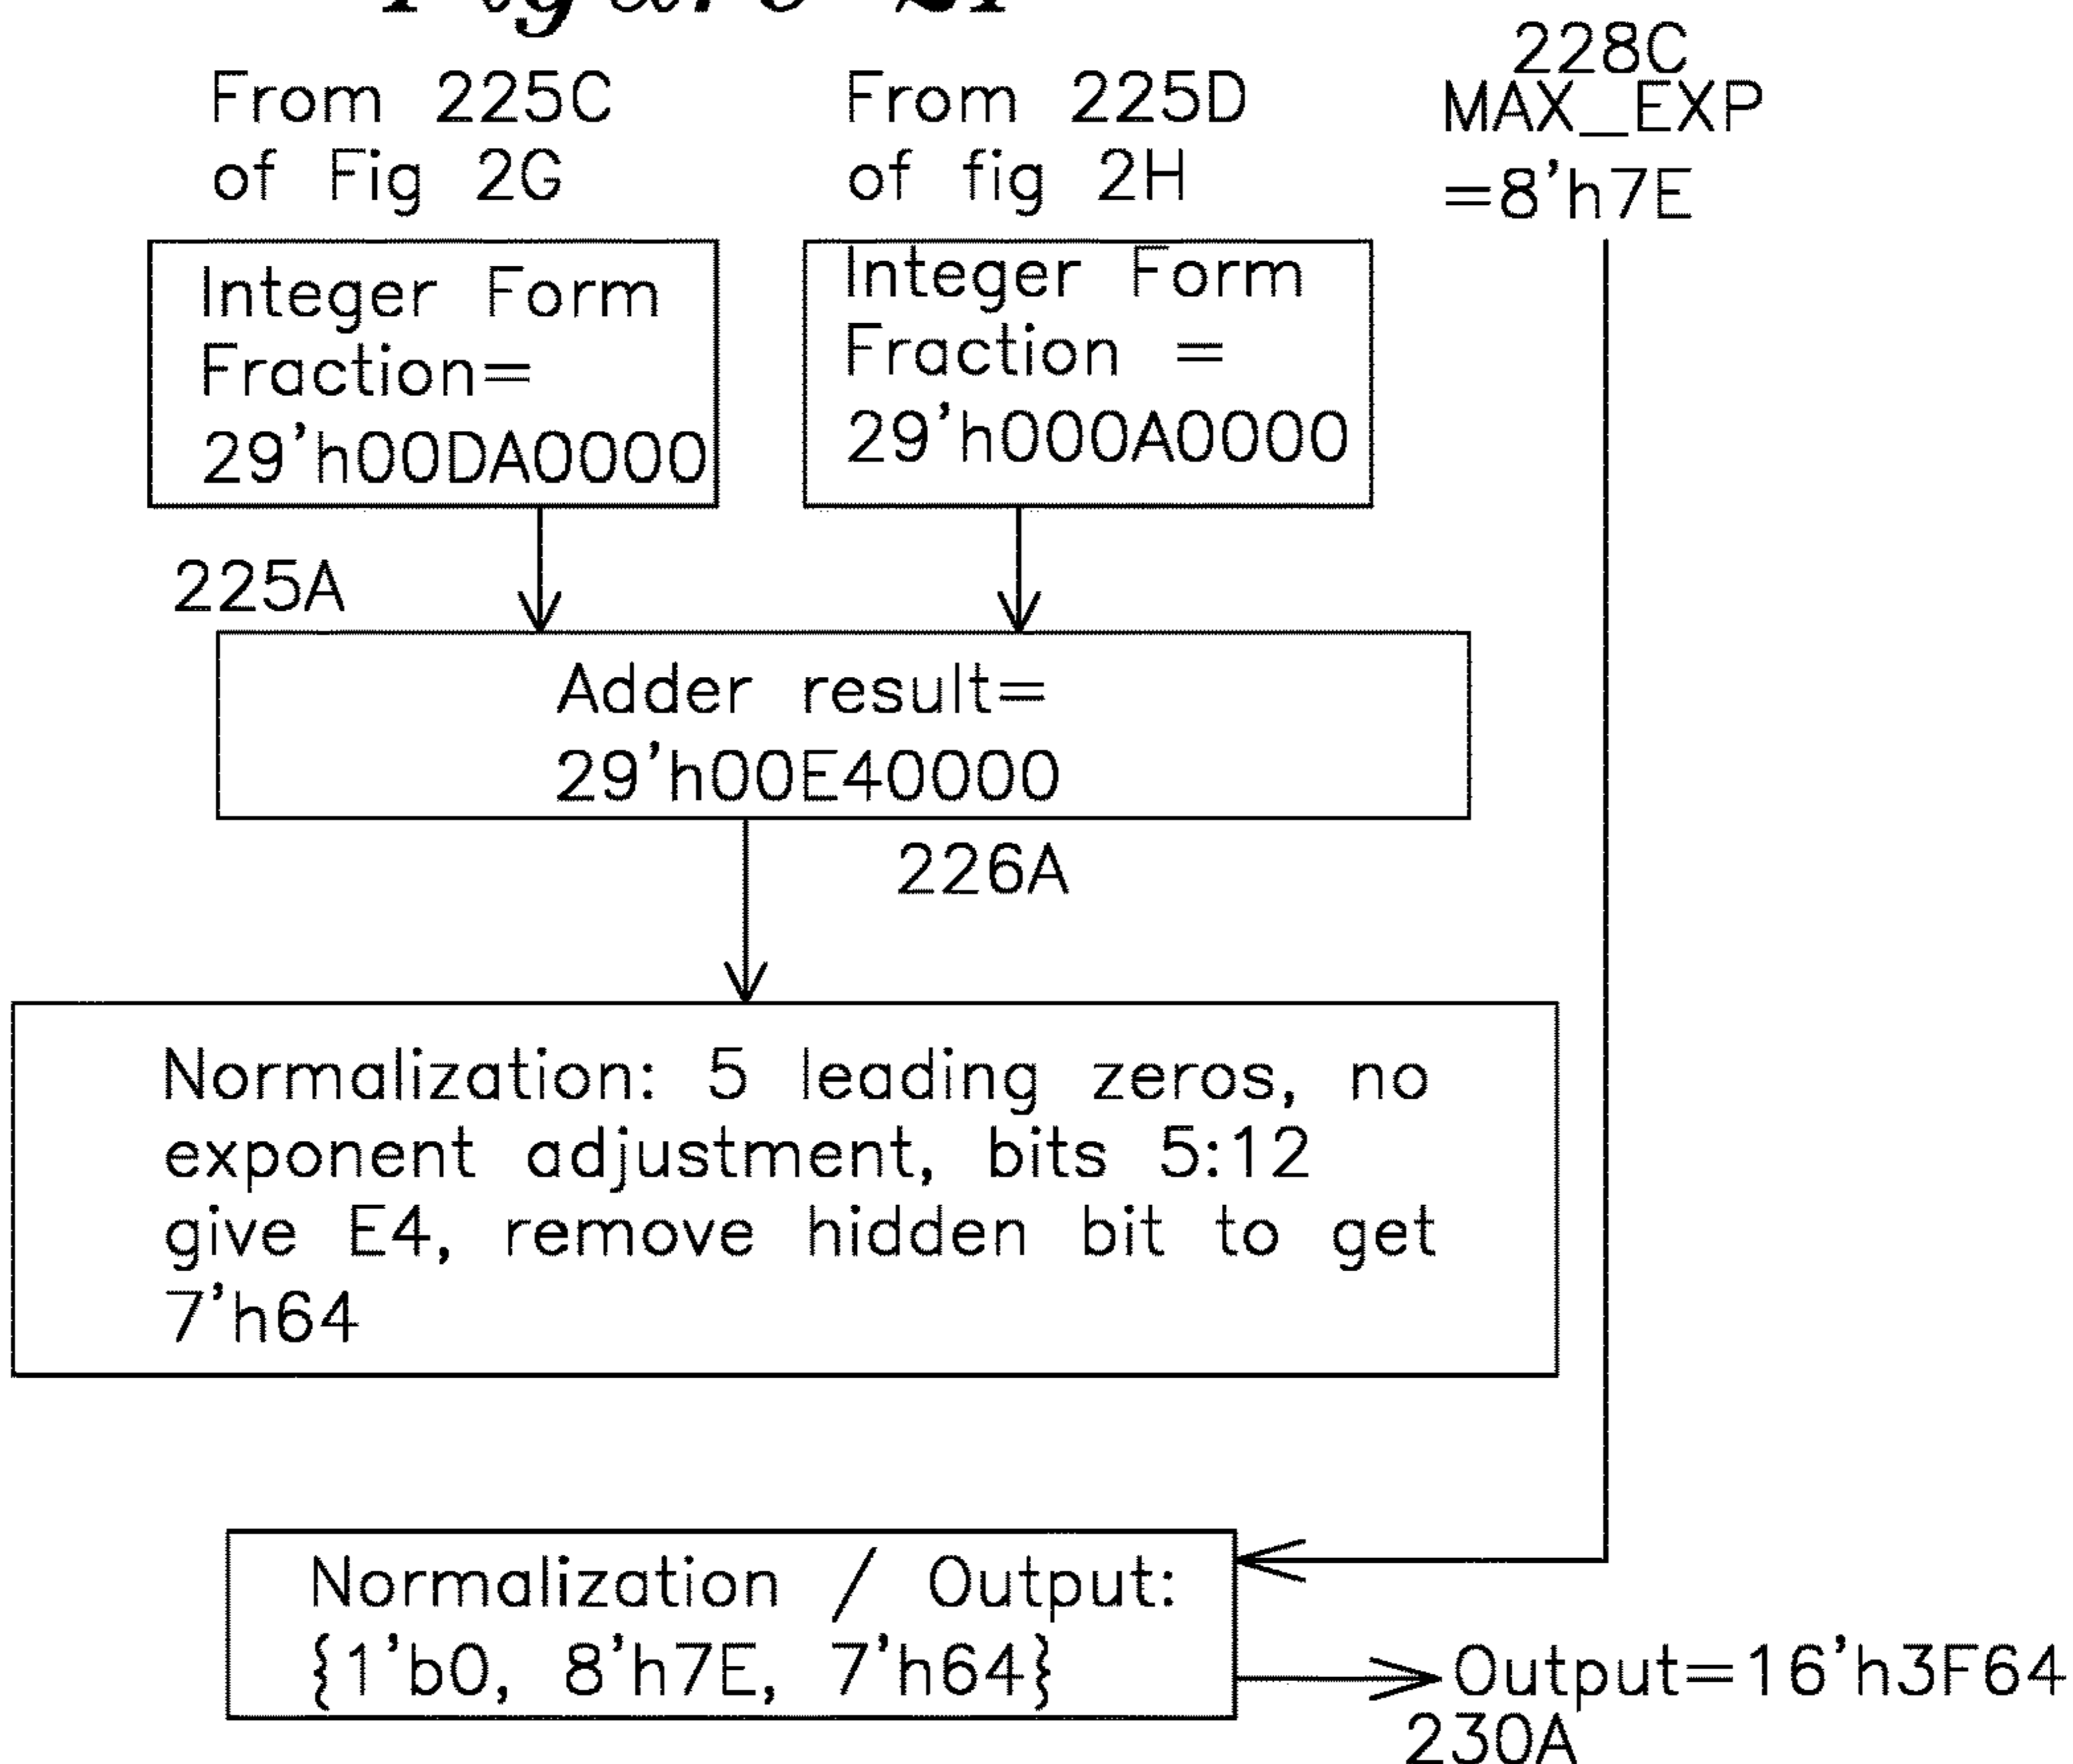 From 225C
of Fig 2G
From 225D
of fig 2H
228C
MAX_EXP
=8'h7E
Integer Form
Fraction=
29'h00DA0000
Integer Form
Fraction =
29'h000A0000
225A
Adder result=
29'h00E40000
226A
Normalization: 5 leading zeros, no
exponent adjustment, bits 5:12
give E4, remove hidden bit to get
7'h64
Normalization / Output:
{1'b0, 8'h7E, 7'h64}
Output=16'h3F64
230A